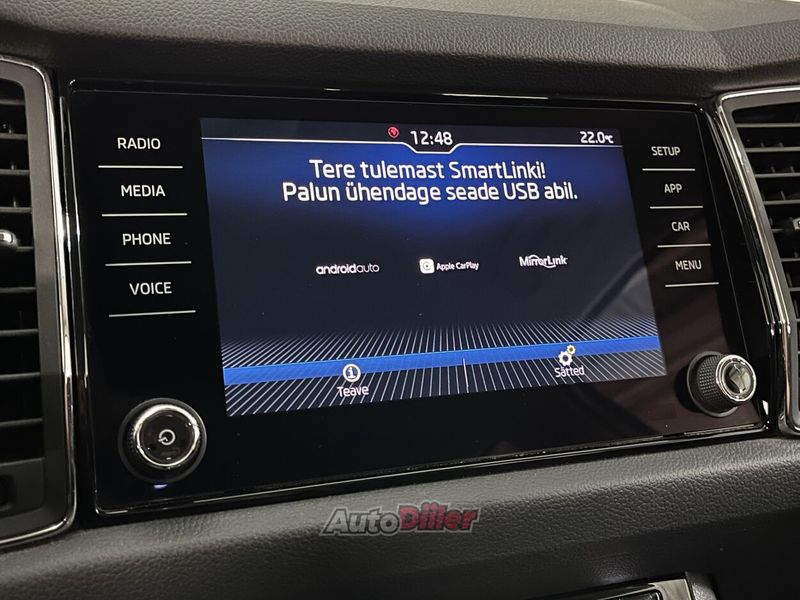 RADIO
MEDIA
PHONE
VOICE
12:48
22.0°C
Tere tulemast SmartLinki!
Palun ühendage seade USB abil.
androidauto
Apple CarPlay
MirrorLink
Teave
Sätted
SETUP
APP
CAR
MENU
AutoDiller